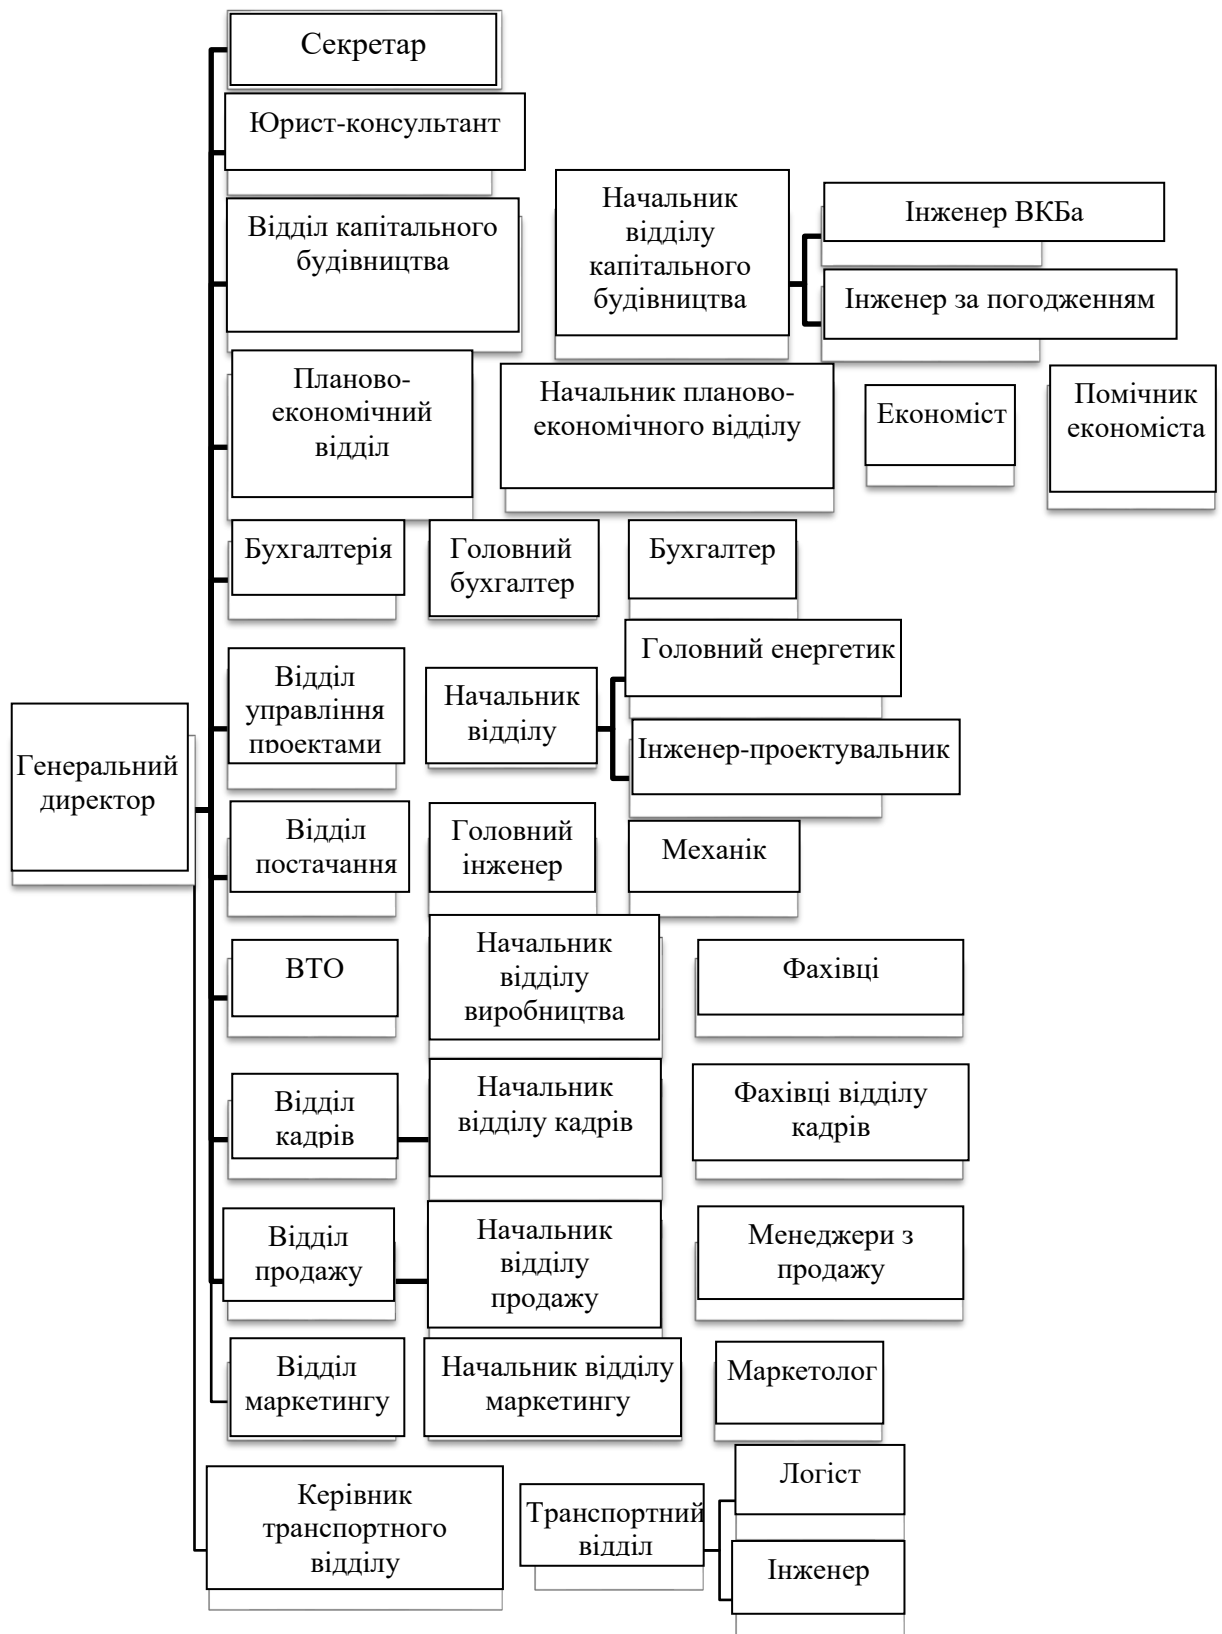 Секретар
Юрист-консультант
Відділ капітального
будівництва
Начальник
відділу
капітального
будівництва
Інженер ВКБа
Інженер за погодженням
Планово-
економічний
відділ
Начальник планово-
економічного відділу
Економіст
Помічник
економіста
Бухгалтерія
Головний
бухгалтер
Бухгалтер
Відділ
управління
проектами
Начальник
відділу
Головний енергетик
Інженер-проектувальник
Генеральний
директор
Відділ
постачання
Головний
інженер
Механік
ВТО
Начальник
відділу
виробництва
Фахівці
Відділ
кадрів
Начальник
відділу кадрів
Фахівці відділу
кадрів
Відділ
продажу
Начальник
відділу
продажу
Менеджери з
продажу
Відділ
маркетингу
Начальник відділу
маркетингу
Маркетолог
Керівник
транспортного
відділу
Транспортний
відділ
Логіст
Інженер